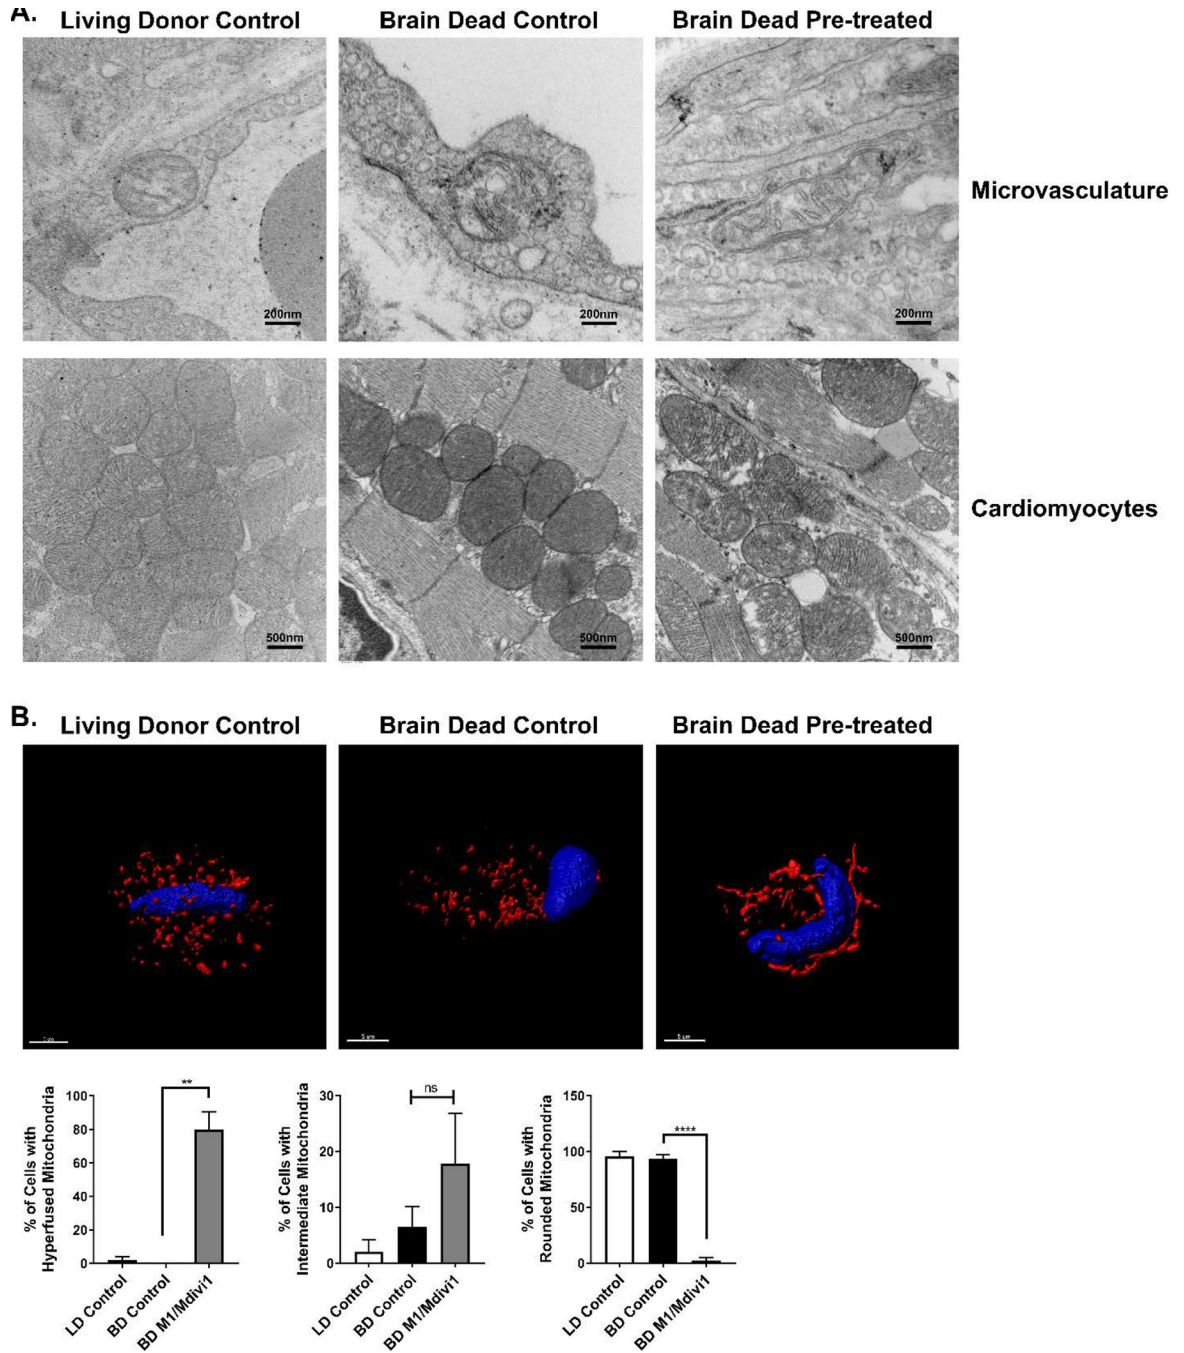 A.
Living Donor Control Brain Dead Control Brain Dead Pre-treated
Microvasculature
200nm 200nm 200nm
Cardiomyocytes
500nm 500nm 500nm
B.
Living Donor Control Brain Dead Control Brain Dead Pre-treated
5 µm 5 µm
% of Cells with
Hyperfused Mitochondria
100
80
60
40
20
0
**
LD Control
BD Control
BD M1/Mdivi1
% of Cells with
Intermediate Mitochondria
30
20
10
0
ns
LD Control
BD Control
BD M1/Mdivi1
% of Cells with
Rounded Mitochondria
150
100
50
0
****
LD Control
BD Control
BD M1/Mdivi1